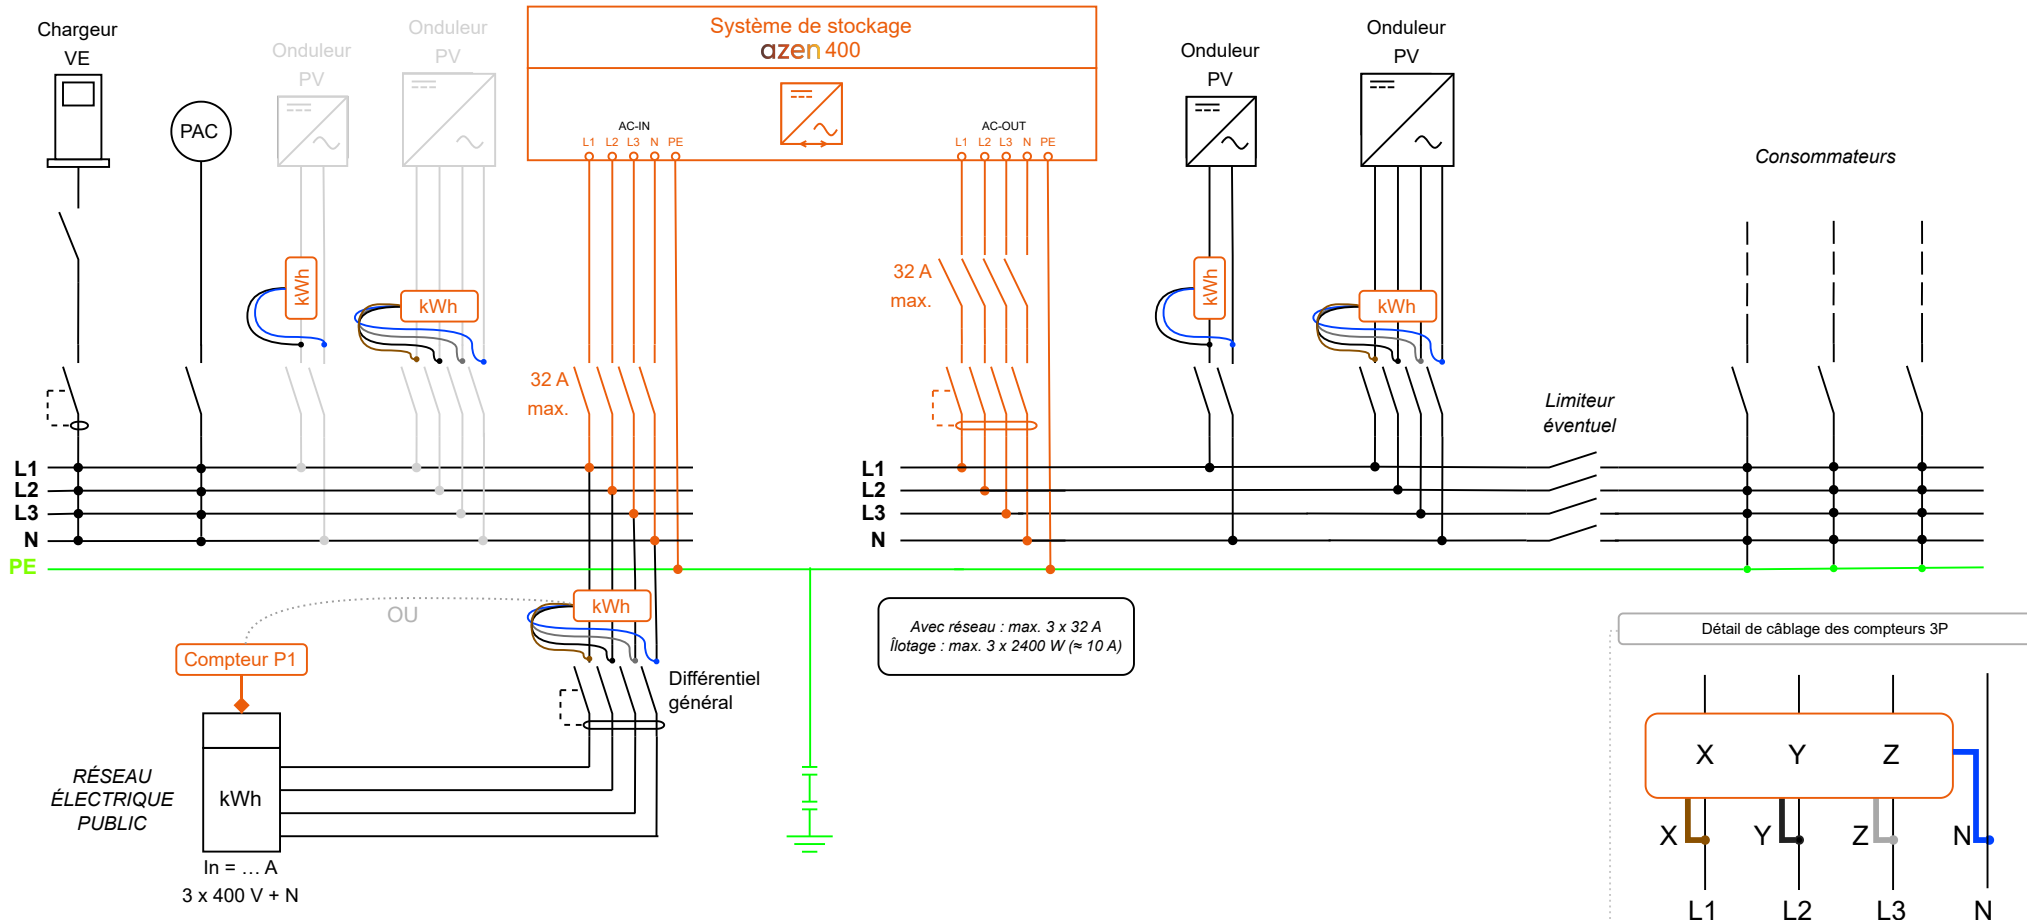 Chargeur
VE
PAC
Onduleur
PV
Onduleur
PV
Système de stockage
azen 400
AC-IN
L1 L2 L3 N PE
AC-OUT
L1 L2 L3 N PE
Onduleur
PV
Onduleur
PV
Consommateurs
kWh
kWh
32 A
max.
32 A
max.
kWh
kWh
Limiteur
éventuel
L1
L2
L3
N
PE
L1
L2
L3
N
OU
kWh
Compteur P1
Différentiel
général
RÉSEAU
ÉLECTRIQUE
PUBLIC
kWh
In = ... A
3 x 400 V + N
Avec réseau : max. 3 x 32 A
Îlotage : max. 3 x 2400 W (≈ 10 A)
Détail de câblage des compteurs 3P
X Y Z
X Y Z N
L1 L2 L3 N